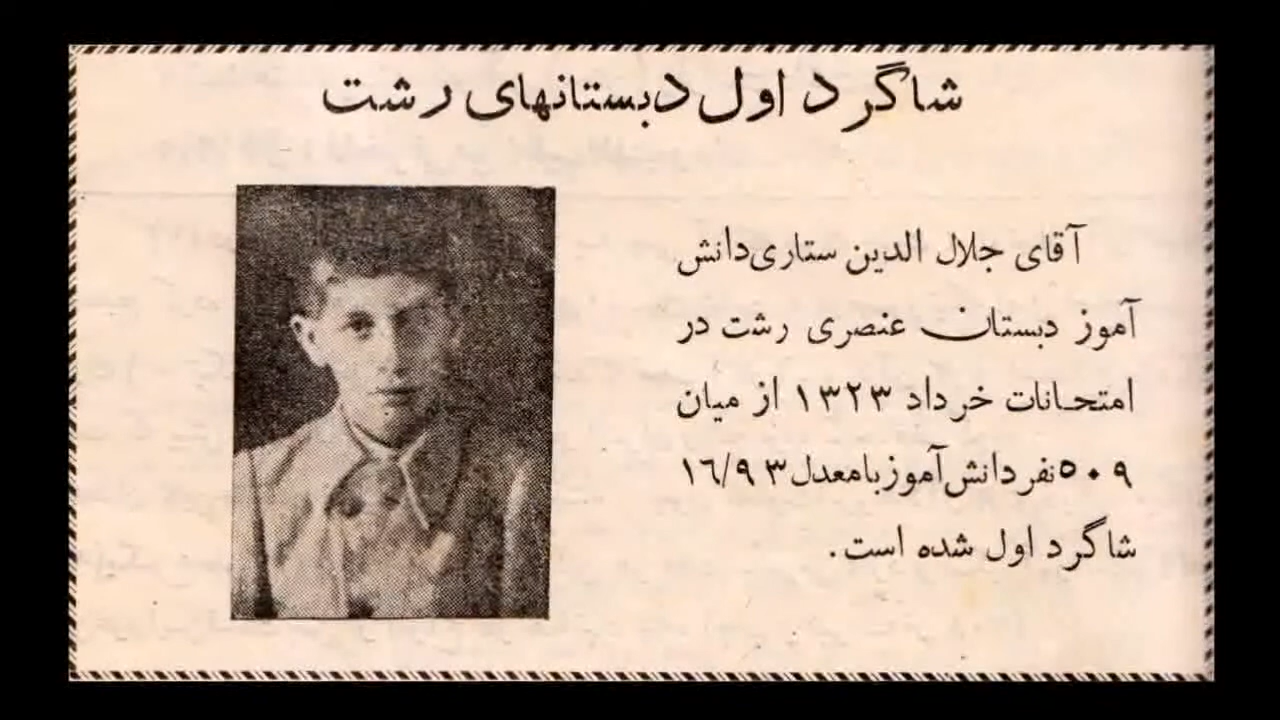 شاگرد اول دبستانهای رشت
آقای جلال الدین ستاری دانش
آموز دبستان عنصری رشت در
امتحانات خرداد ۱۳۲۳ از میان
۵۰۹ نفر دانش آموز با معدل ۱۶/۹۳
شاگرد اول شده است.